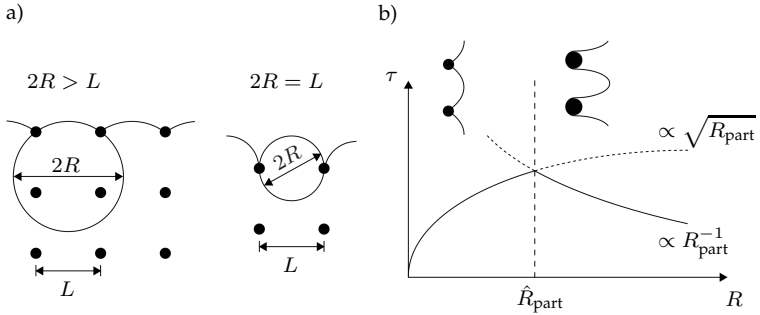 a)
2R > L
2R = L
2R
2R
L
L
b)
τ
∝ √R_part
∝ R_part^{-1}
R̂_part
R